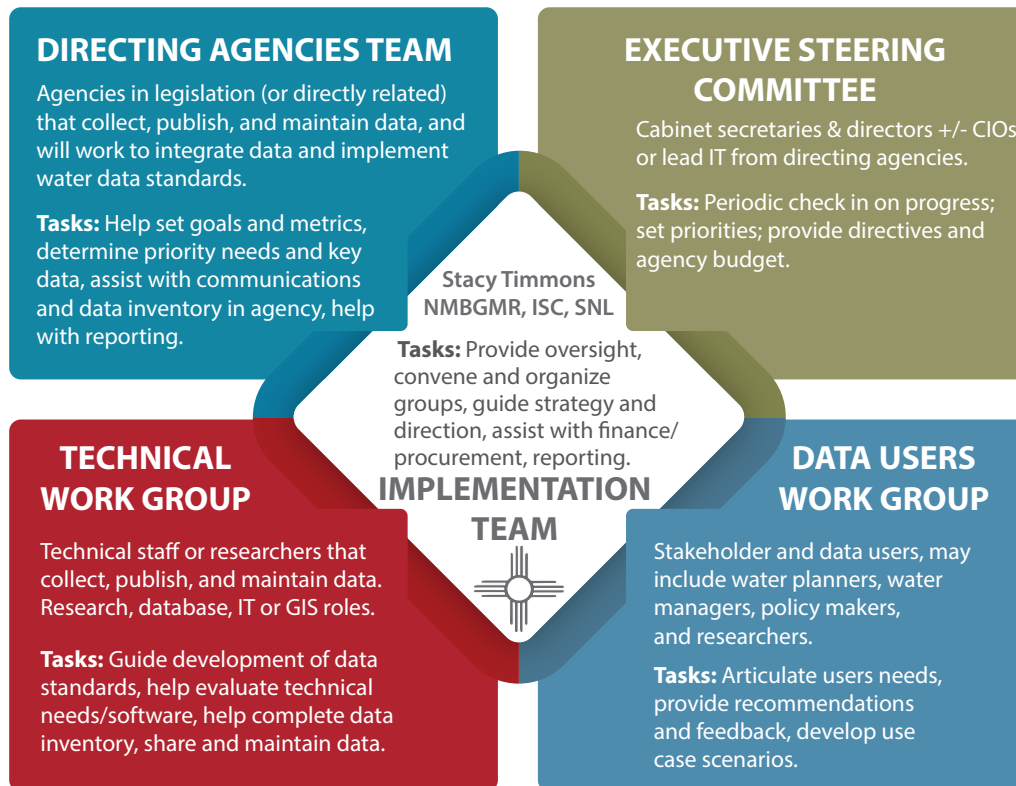 DIRECTING AGENCIES TEAM
Agencies in legislation (or directly related)
that collect, publish, and maintain data, and
will work to integrate data and implement
water data standards.
Tasks: Help set goals and metrics,
determine priority needs and key
data, assist with communications
and data inventory in agency, help
with reporting.
EXECUTIVE STEERING
COMMITTEE
Cabinet secretaries & directors +/- CIOs
or lead IT from directing agencies.
Tasks: Periodic check in on progress;
set priorities; provide directives and
agency budget.
Stacy Timmons
NMBGMR, ISC, SNL
Tasks: Provide oversight,
convene and organize
groups, guide strategy and
direction, assist with finance/
procurement, reporting.
IMPLEMENTATION
TEAM
TECHNICAL
WORK GROUP
Technical staff or researchers that
collect, publish, and maintain data.
Research, database, IT or GIS roles.
Tasks: Guide development of data
standards, help evaluate technical
needs/software, help complete data
inventory, share and maintain data.
DATA USERS
WORK GROUP
Stakeholder and data users, may
include water planners, water
managers, policy makers,
and researchers.
Tasks: Articulate users needs,
provide recommendations
and feedback, develop use
case scenarios.